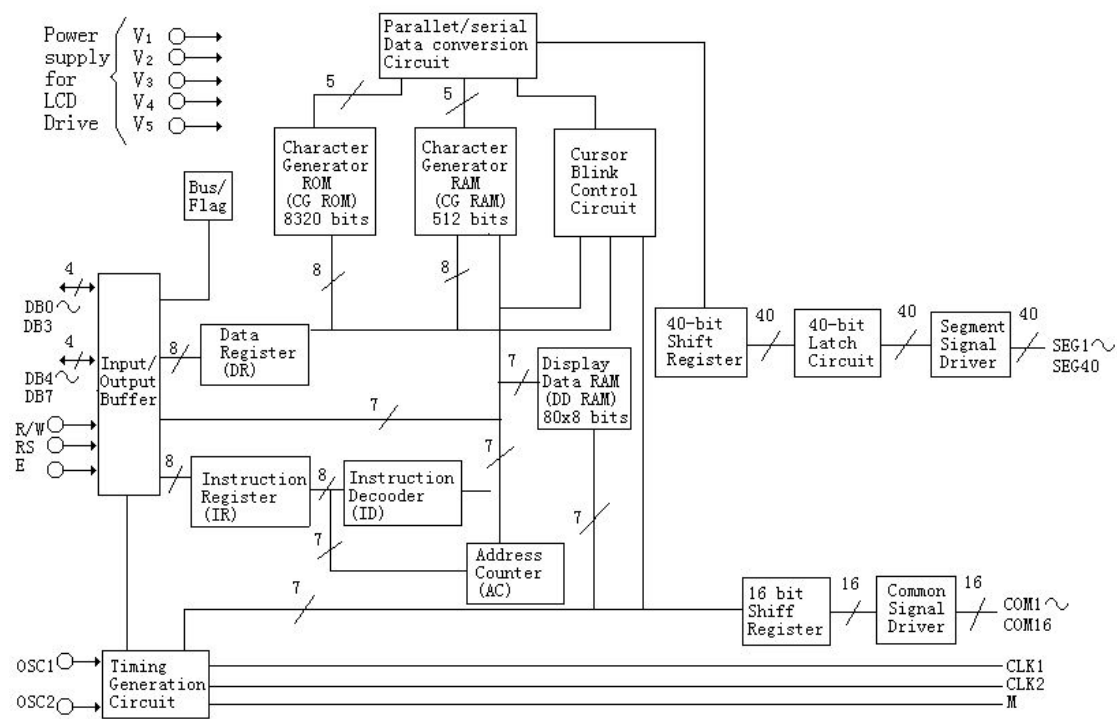 Power
supply
for
LCD
Drive
V1
V2
V3
V4
V5
Parallet/serial
Data conversion
Circuit
5
5
Character
Generator
ROM
(CG ROM)
8320 bits
Character
Generator
RAM
(CG RAM)
512 bits
Cursor
Blink
Control
Circuit
Bus/
Flag
8
8
4
DB0~
DB3
4
DB4~
DB7
R/W
RS
E
Input/
Output
Buffer
8
Data
Register
(DR)
7
Display
Data RAM
(DD RAM)
80x8 bits
40-bit
Shift
Register
40
40-bit
Latch
Circuit
40
Segment
Signal
Driver
40
SEG1~
SEG40
7
7
8
Instruction
Register
(IR)
8
Instruction
Decooder
(ID)
7
7
Address
Counter
(AC)
7
16 bit
Shiff
Register
16
Common
Signal
Driver
16
COM1~
COM16
OSC1
OSC2
Timing
Generation
Circuit
CLK1
CLK2
M